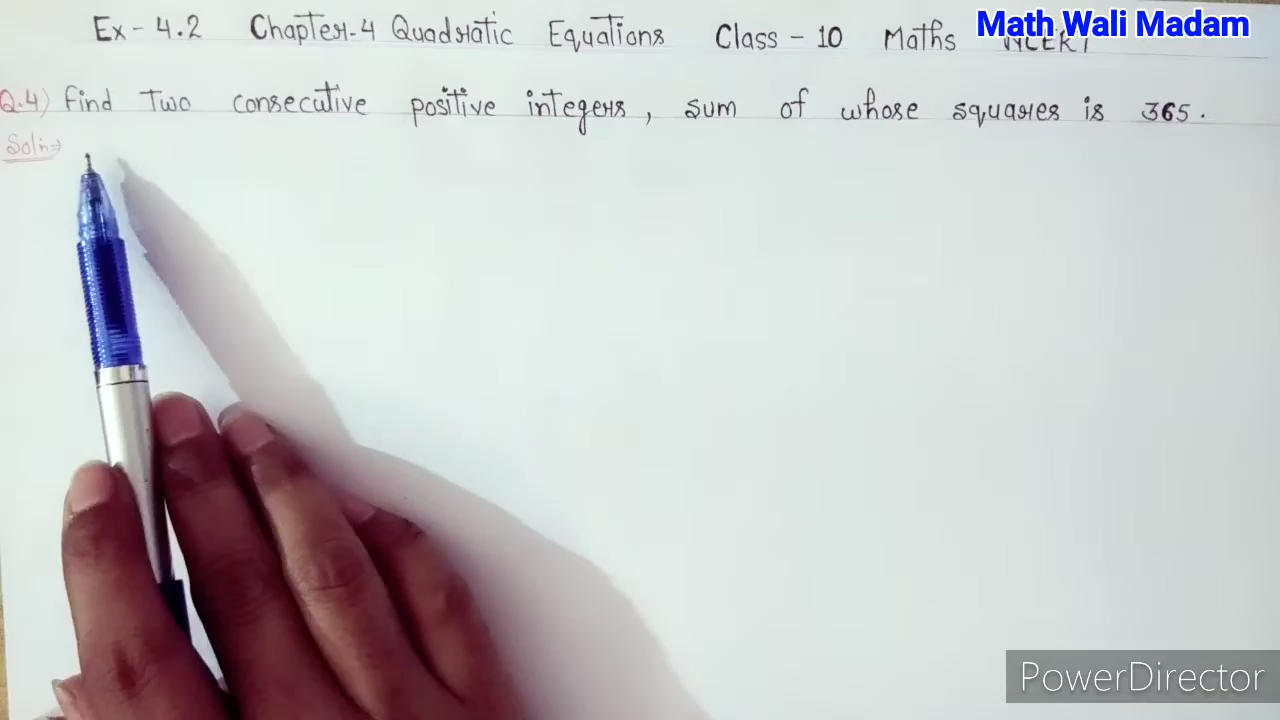 Math Wali Madam
Ex - 4.2 Chapter-4 Quadratic Equations Class - 10 Maths NCERT
Q.4) Find Two consecutive positive integers, sum of whose squares is 365.
Soln⇒
PowerDirector